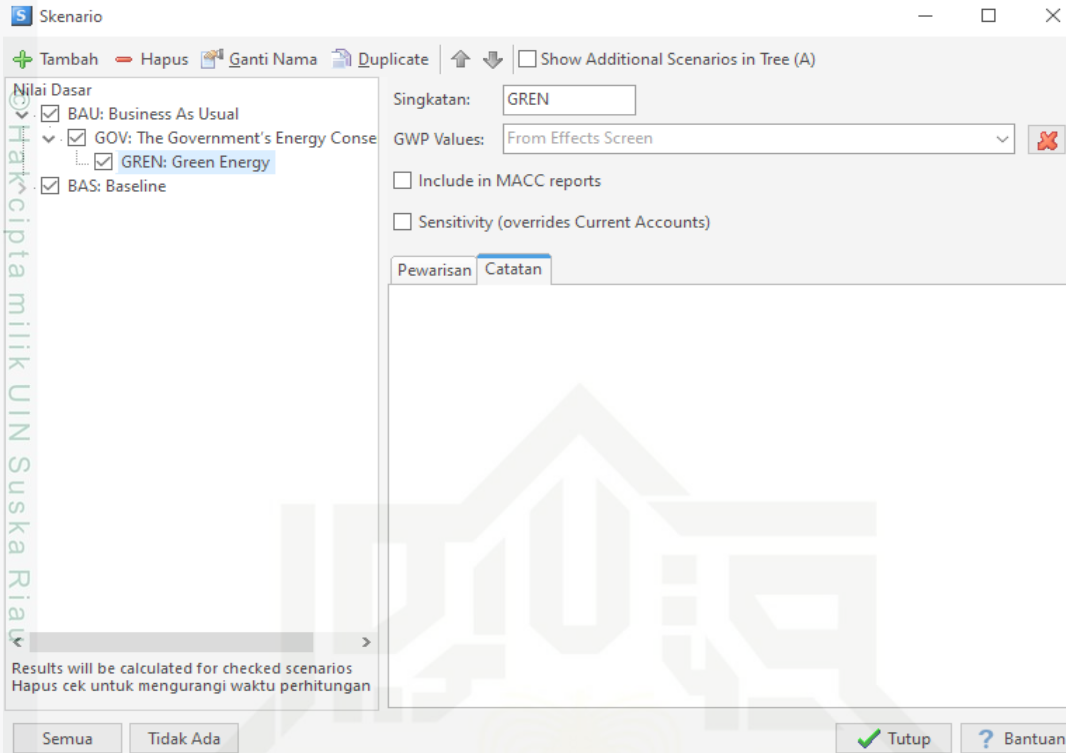 Skenario
Tambah Hapus Ganti Nama Duplicate Show Additional Scenarios in Tree (A)
Nilai Dasar
BAU: Business As Usual
GOV: The Government's Energy Conse
GREN: Green Energy
BAS: Baseline
Results will be calculated for checked scenarios
Hapus cek untuk mengurangi waktu perhitungan
Semua Tidak Ada
Singkatan: GREN
GWP Values: From Effects Screen
Include in MACC reports
Sensitivity (overrides Current Accounts)
Pewarisan Catatan
Tutup ? Bantuan
© Hak cipta milik UIN Suska Riau